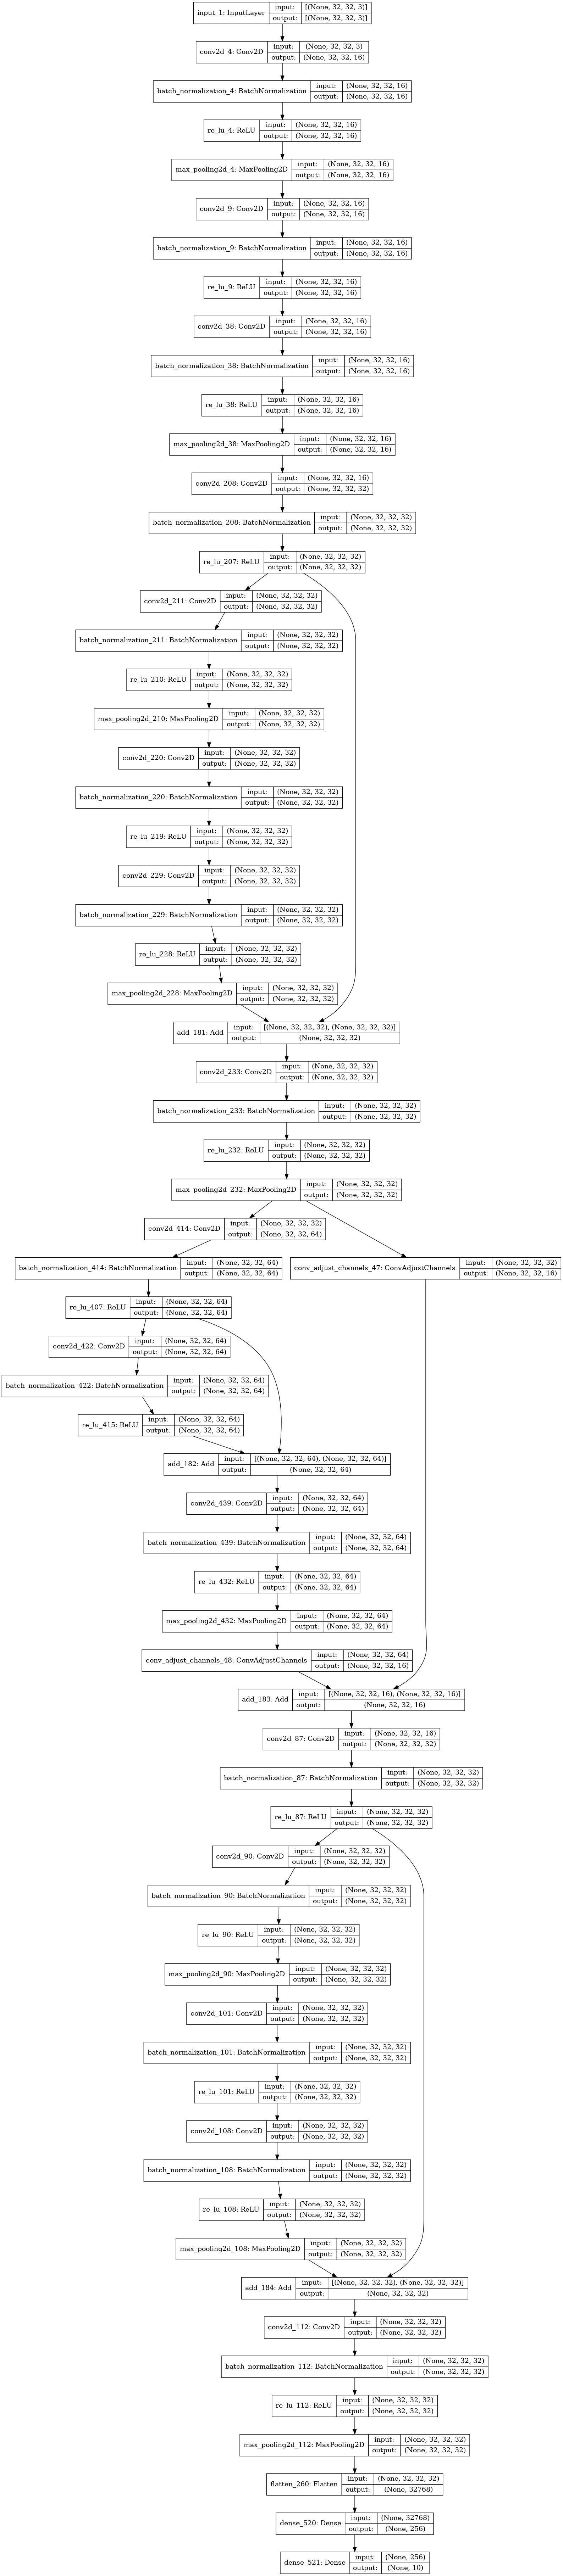 input_1: InputLayer
input: [(None, 32, 32, 3)]
output: [(None, 32, 32, 3)]
conv2d_4: Conv2D
input: (None, 32, 32, 3)
output: (None, 32, 32, 16)
batch_normalization_4: BatchNormalization
input: (None, 32, 32, 16)
output: (None, 32, 32, 16)
re_lu_4: ReLU
input: (None, 32, 32, 16)
output: (None, 32, 32, 16)
max_pooling2d_4: MaxPooling2D
input: (None, 32, 32, 16)
output: (None, 32, 32, 16)
conv2d_9: Conv2D
input: (None, 32, 32, 16)
output: (None, 32, 32, 16)
batch_normalization_9: BatchNormalization
input: (None, 32, 32, 16)
output: (None, 32, 32, 16)
re_lu_9: ReLU
input: (None, 32, 32, 16)
output: (None, 32, 32, 16)
conv2d_38: Conv2D
input: (None, 32, 32, 16)
output: (None, 32, 32, 16)
batch_normalization_38: BatchNormalization
input: (None, 32, 32, 16)
output: (None, 32, 32, 16)
re_lu_38: ReLU
input: (None, 32, 32, 16)
output: (None, 32, 32, 16)
max_pooling2d_38: MaxPooling2D
input: (None, 32, 32, 16)
output: (None, 32, 32, 16)
conv2d_208: Conv2D
input: (None, 32, 32, 16)
output: (None, 32, 32, 32)
batch_normalization_208: BatchNormalization
input: (None, 32, 32, 32)
output: (None, 32, 32, 32)
re_lu_207: ReLU
input: (None, 32, 32, 32)
output: (None, 32, 32, 32)
conv2d_211: Conv2D
input: (None, 32, 32, 32)
output: (None, 32, 32, 32)
batch_normalization_211: BatchNormalization
input: (None, 32, 32, 32)
output: (None, 32, 32, 32)
re_lu_210: ReLU
input: (None, 32, 32, 32)
output: (None, 32, 32, 32)
max_pooling2d_210: MaxPooling2D
input: (None, 32, 32, 32)
output: (None, 32, 32, 32)
conv2d_220: Conv2D
input: (None, 32, 32, 32)
output: (None, 32, 32, 32)
batch_normalization_220: BatchNormalization
input: (None, 32, 32, 32)
output: (None, 32, 32, 32)
re_lu_219: ReLU
input: (None, 32, 32, 32)
output: (None, 32, 32, 32)
conv2d_229: Conv2D
input: (None, 32, 32, 32)
output: (None, 32, 32, 32)
batch_normalization_229: BatchNormalization
input: (None, 32, 32, 32)
output: (None, 32, 32, 32)
re_lu_228: ReLU
input: (None, 32, 32, 32)
output: (None, 32, 32, 32)
max_pooling2d_228: MaxPooling2D
input: (None, 32, 32, 32)
output: (None, 32, 32, 32)
add_181: Add
input: [(None, 32, 32, 32), (None, 32, 32, 32)]
output: (None, 32, 32, 32)
conv2d_233: Conv2D
input: (None, 32, 32, 32)
output: (None, 32, 32, 32)
batch_normalization_233: BatchNormalization
input: (None, 32, 32, 32)
output: (None, 32, 32, 32)
re_lu_232: ReLU
input: (None, 32, 32, 32)
output: (None, 32, 32, 32)
max_pooling2d_232: MaxPooling2D
input: (None, 32, 32, 32)
output: (None, 32, 32, 32)
conv2d_414: Conv2D
input: (None, 32, 32, 32)
output: (None, 32, 32, 64)
batch_normalization_414: BatchNormalization
input: (None, 32, 32, 64)
output: (None, 32, 32, 64)
conv_adjust_channels_47: ConvAdjustChannels
input: (None, 32, 32, 32)
output: (None, 32, 32, 16)
re_lu_407: ReLU
input: (None, 32, 32, 64)
output: (None, 32, 32, 64)
conv2d_422: Conv2D
input: (None, 32, 32, 64)
output: (None, 32, 32, 64)
batch_normalization_422: BatchNormalization
input: (None, 32, 32, 64)
output: (None, 32, 32, 64)
re_lu_415: ReLU
input: (None, 32, 32, 64)
output: (None, 32, 32, 64)
add_182: Add
input: [(None, 32, 32, 64), (None, 32, 32, 64)]
output: (None, 32, 32, 64)
conv2d_439: Conv2D
input: (None, 32, 32, 64)
output: (None, 32, 32, 64)
batch_normalization_439: BatchNormalization
input: (None, 32, 32, 64)
output: (None, 32, 32, 64)
re_lu_432: ReLU
input: (None, 32, 32, 64)
output: (None, 32, 32, 64)
max_pooling2d_432: MaxPooling2D
input: (None, 32, 32, 64)
output: (None, 32, 32, 64)
conv_adjust_channels_48: ConvAdjustChannels
input: (None, 32, 32, 64)
output: (None, 32, 32, 16)
add_183: Add
input: [(None, 32, 32, 16), (None, 32, 32, 16)]
output: (None, 32, 32, 16)
conv2d_87: Conv2D
input: (None, 32, 32, 16)
output: (None, 32, 32, 32)
batch_normalization_87: BatchNormalization
input: (None, 32, 32, 32)
output: (None, 32, 32, 32)
re_lu_87: ReLU
input: (None, 32, 32, 32)
output: (None, 32, 32, 32)
conv2d_90: Conv2D
input: (None, 32, 32, 32)
output: (None, 32, 32, 32)
batch_normalization_90: BatchNormalization
input: (None, 32, 32, 32)
output: (None, 32, 32, 32)
re_lu_90: ReLU
input: (None, 32, 32, 32)
output: (None, 32, 32, 32)
max_pooling2d_90: MaxPooling2D
input: (None, 32, 32, 32)
output: (None, 32, 32, 32)
conv2d_101: Conv2D
input: (None, 32, 32, 32)
output: (None, 32, 32, 32)
batch_normalization_101: BatchNormalization
input: (None, 32, 32, 32)
output: (None, 32, 32, 32)
re_lu_101: ReLU
input: (None, 32, 32, 32)
output: (None, 32, 32, 32)
conv2d_108: Conv2D
input: (None, 32, 32, 32)
output: (None, 32, 32, 32)
batch_normalization_108: BatchNormalization
input: (None, 32, 32, 32)
output: (None, 32, 32, 32)
re_lu_108: ReLU
input: (None, 32, 32, 32)
output: (None, 32, 32, 32)
max_pooling2d_108: MaxPooling2D
input: (None, 32, 32, 32)
output: (None, 32, 32, 32)
add_184: Add
input: [(None, 32, 32, 32), (None, 32, 32, 32)]
output: (None, 32, 32, 32)
conv2d_112: Conv2D
input: (None, 32, 32, 32)
output: (None, 32, 32, 32)
batch_normalization_112: BatchNormalization
input: (None, 32, 32, 32)
output: (None, 32, 32, 32)
re_lu_112: ReLU
input: (None, 32, 32, 32)
output: (None, 32, 32, 32)
max_pooling2d_112: MaxPooling2D
input: (None, 32, 32, 32)
output: (None, 32, 32, 32)
flatten_260: Flatten
input: (None, 32, 32, 32)
output: (None, 32768)
dense_520: Dense
input: (None, 32768)
output: (None, 256)
dense_521: Dense
input: (None, 256)
output: (None, 10)